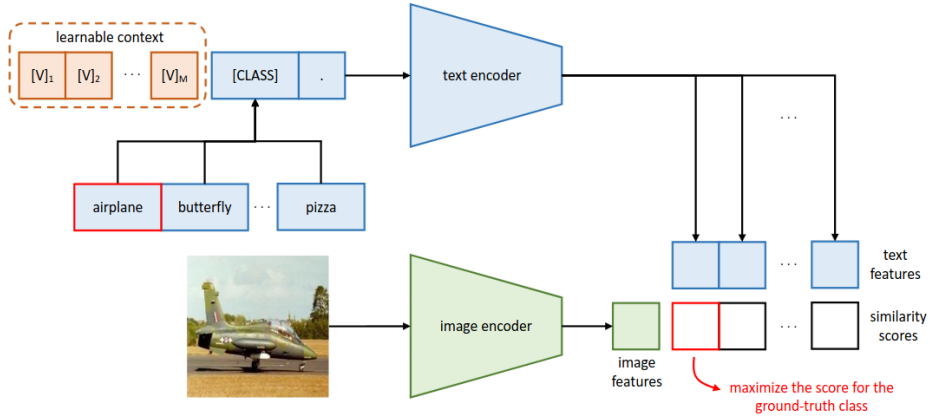 learnable context
[V]1 [V]2 ... [V]M [CLASS] .
text encoder
...
airplane butterfly ... pizza
text
features
...
image encoder
similarity
scores
...
image
features
maximize the score for the
ground-truth class